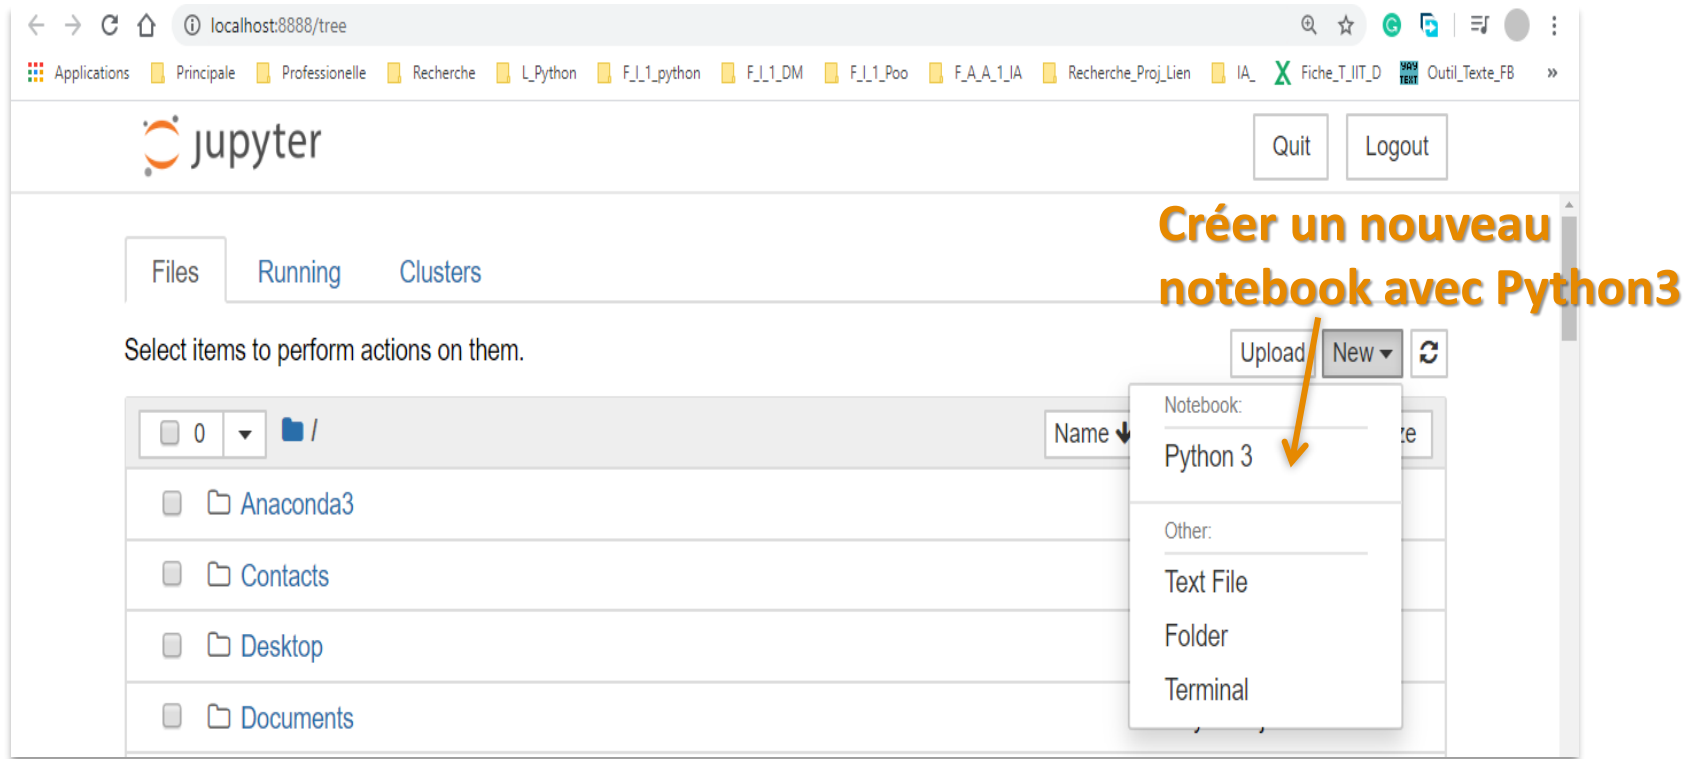 localhost:8888/tree
Applications Principale Professionelle Recherche L_Python F_I_1_python F_I_1_DM F_I_1_Poo F_A_A_1_IA Recherche_Proj_Lien IA_ Fiche_T_IIT_D Outil_Texte_FB »
jupyter Quit Logout
Créer un nouveau
notebook avec Python3
Files Running Clusters
Select items to perform actions on them. Upload New
0 / Name
Notebook:
Python 3
Anaconda3
Other:
Contacts Text File
Desktop Folder
Documents Terminal